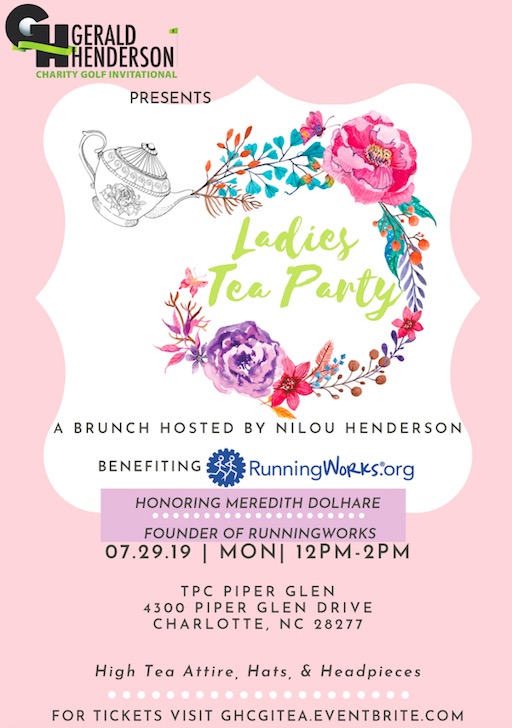 GH GERALD
HENDERSON
CHARITY GOLF INVITATIONAL
PRESENTS
Ladies
Tea Party
A BRUNCH HOSTED BY NILOU HENDERSON
BENEFITING RunningWorks®.org
HONORING MEREDITH DOLHARE
FOUNDER OF RUNNINGWORKS
07.29.19 | MON| 12PM-2PM
TPC PIPER GLEN
4300 PIPER GLEN DRIVE
CHARLOTTE, NC 28277
High Tea Attire, Hats, & Headpieces
FOR TICKETS VISIT GHCGITEA.EVENTBRITE.COM